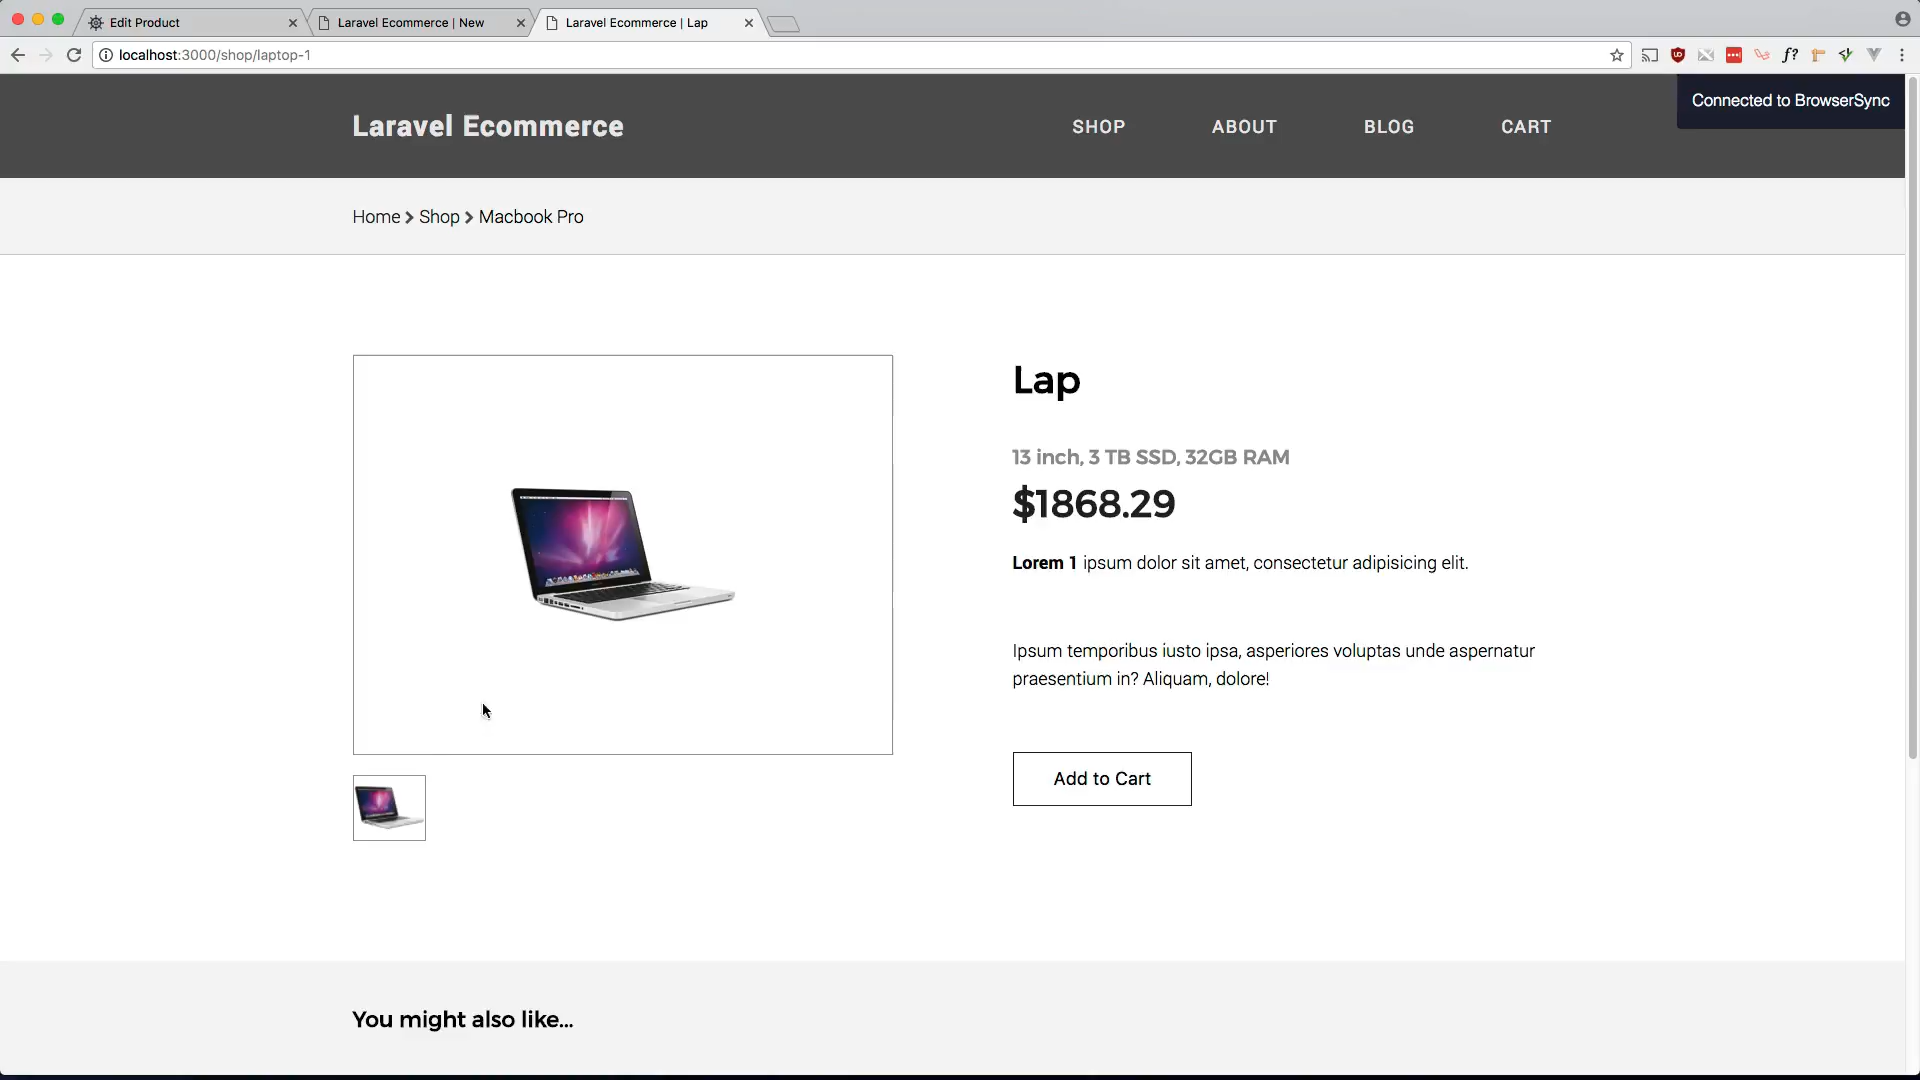 Edit Product
Laravel Ecommerce | New
Laravel Ecommerce | Lap
localhost:3000/shop/laptop-1
f?
Connected to BrowserSync
Laravel Ecommerce
SHOP
ABOUT
BLOG
CART
Home
Shop
Macbook Pro
Lap
13 inch, 3 TB SSD, 32GB RAM
$1868.29
Lorem 1 ipsum dolor sit amet, consectetur adipisicing elit.
Ipsum temporibus iusto ipsa, asperiores voluptas unde aspernatur
praesentium in? Aliquam, dolore!
Add to Cart
You might also like...